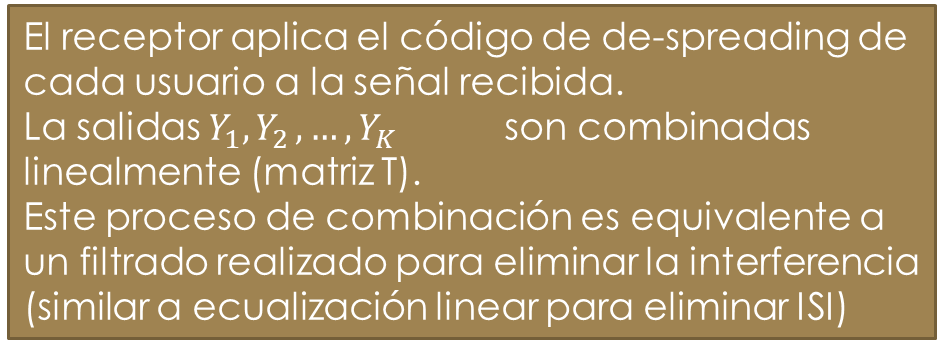 El receptor aplica el código de de-spreading de
cada usuario a la señal recibida.
La salidas Y₁, Y₂ , … , Y_K son combinadas
linealmente (matriz T).
Este proceso de combinación es equivalente a
un filtrado realizado para eliminar la interferencia
(similar a ecualización linear para eliminar ISI)